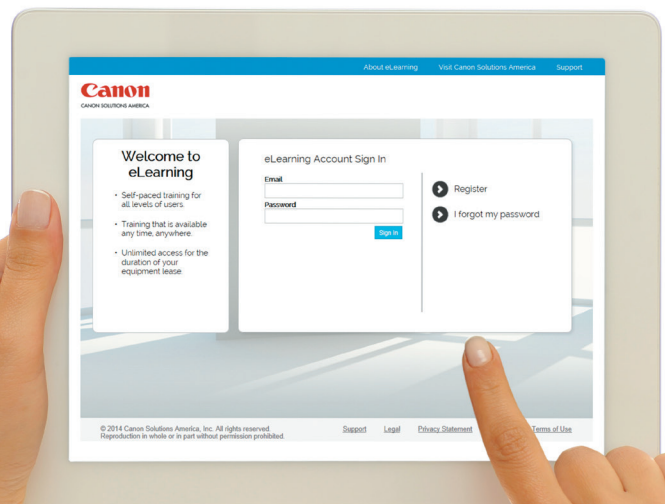 About eLearning Visit Canon Solutions America Support
Canon
CANON SOLUTIONS AMERICA
Welcome to
eLearning
• Self-paced training for
all levels of users.
• Training that is available
any time, anywhere.
• Unlimited access for the
duration of your
equipment lease.
eLearning Account Sign In
Email
Password
Sign in
Register
I forgot my password
© 2014 Canon Solutions America, Inc. All rights reserved.
Reproduction in whole or in part without permission prohibited.
Support Legal Privacy Statement Terms of Use